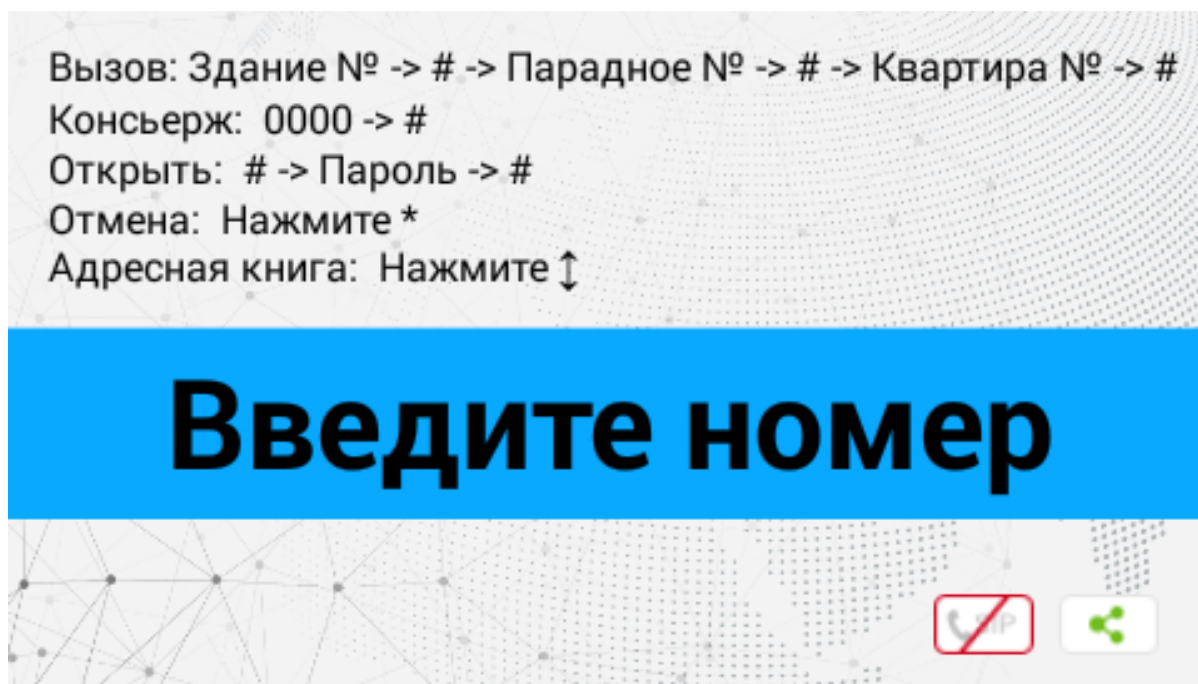 Вызов: Здание № -> # -> Парадное № -> # -> Квартира № -> #
Консьерж: 0000 -> #
Открыть: # -> Пароль -> #
Отмена: Нажмите *
Адресная книга: Нажмите ↕
Введите номер
SIP